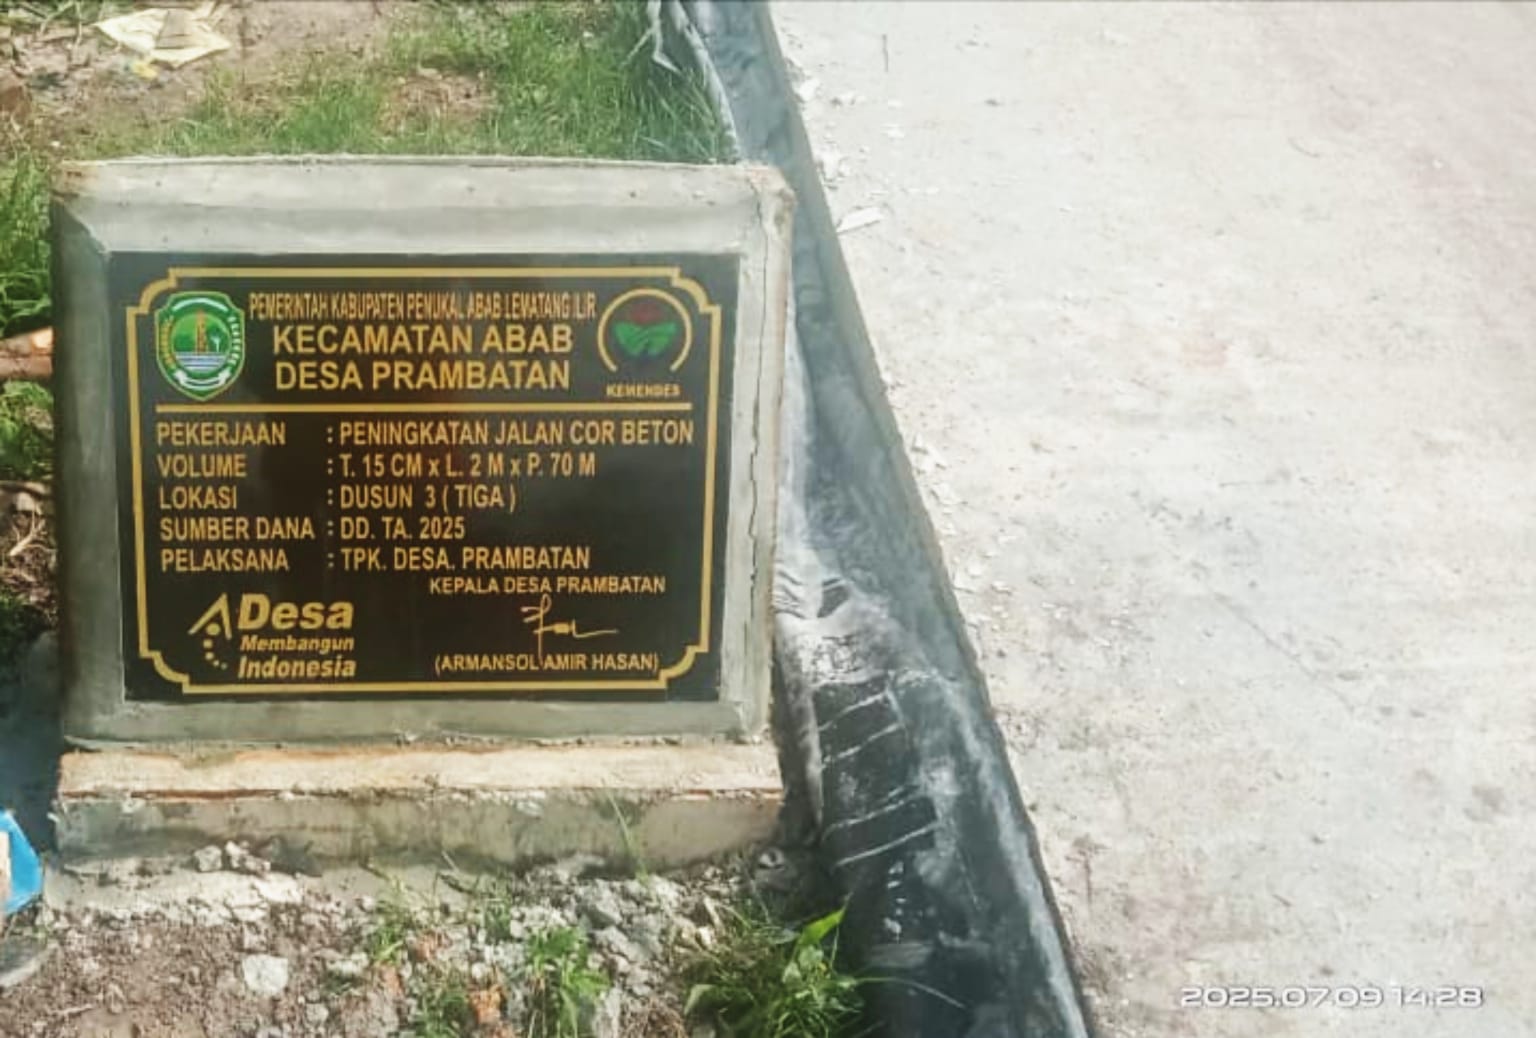 PEMERINTAH KABUPATEN PENUKAL ABAB LEMATANG ILIR
KECAMATAN ABAB
DESA PRAMBATAN
KEMENDES
PEKERJAAN : PENINGKATAN JALAN COR BETON
VOLUME : T. 15 CM x L. 2 M x P. 70 M
LOKASI : DUSUN 3 ( TIGA )
SUMBER DANA : DD. TA. 2025
PELAKSANA : TPK. DESA. PRAMBATAN
KEPALA DESA PRAMBATAN
(ARMANSOL AMIR HASAN)
Desa
Membangun
Indonesia
2025.07.09 14:28